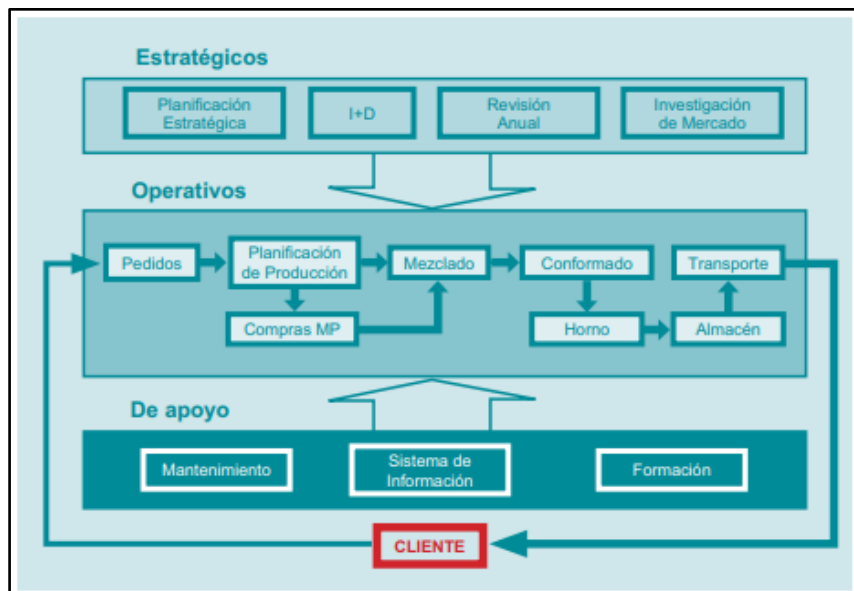 Estratégicos
Planificación
Estratégica
I+D
Revisión
Anual
Investigación
de Mercado
Operativos
Pedidos
Planificación
de Producción
Mezclado
Conformado
Transporte
Compras MP
Horno
Almacén
De apoyo
Mantenimiento
Sistema de
Información
Formación
CLIENTE